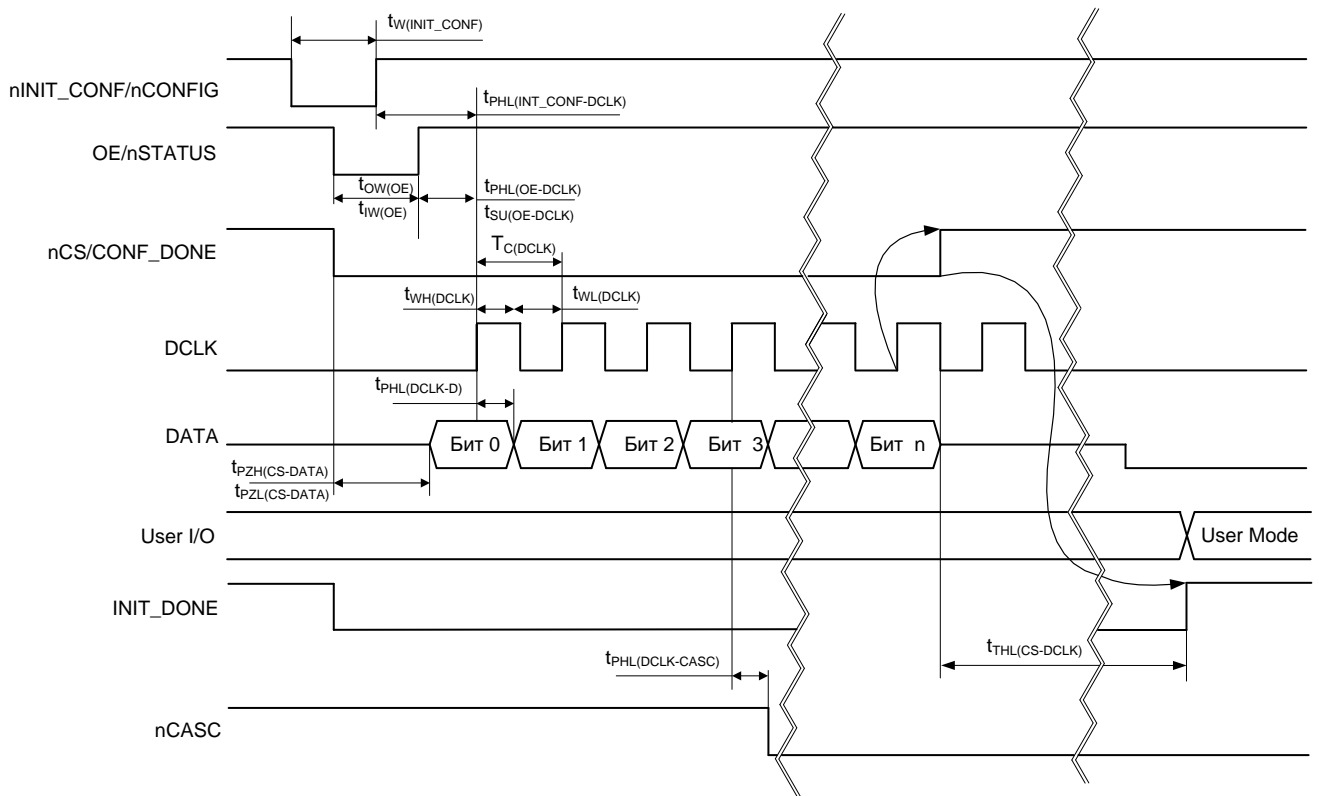 tW(INIT_CONF)
nINIT_CONF/nCONFIG
tPHL(INT_CONF-DCLK)
OE/nSTATUS
tOW(OE)
tIW(OE)
tPHL(OE-DCLK)
tSU(OE-DCLK)
nCS/CONF_DONE
TC(DCLK)
tWH(DCLK)
tWL(DCLK)
DCLK
tPHL(DCLK-D)
DATA
Бит 0
Бит 1
Бит 2
Бит 3
Бит n
tPZH(CS-DATA)
tPZL(CS-DATA)
User I/O
User Mode
INIT_DONE
tPHL(DCLK-CASC)
tTHL(CS-DCLK)
nCASC